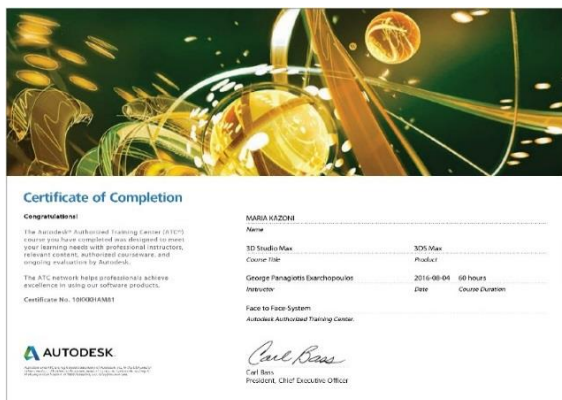 Certificate of Completion
Congratulations!
The Autodesk® Authorized Training Center (ATC®)
course you have completed was designed to meet
your learning needs with professional instructors,
relevant content, authorized courseware, and
ongoing evaluation by Autodesk.
The ATC network helps professionals achieve
excellence in using our software products.
Certificate No.
AUTODESK
MARIA KAZONI
Name
3D Studio Max
3DS Max
Course Title
Product
George Panagiotis Exarchopoulos
2016-08-04
60 hours
Instructor
Date
Course Duration
Face to Face-System
Autodesk Authorized Training Center.
Carl Bass
Carl Bass
President, Chief Executive Officer